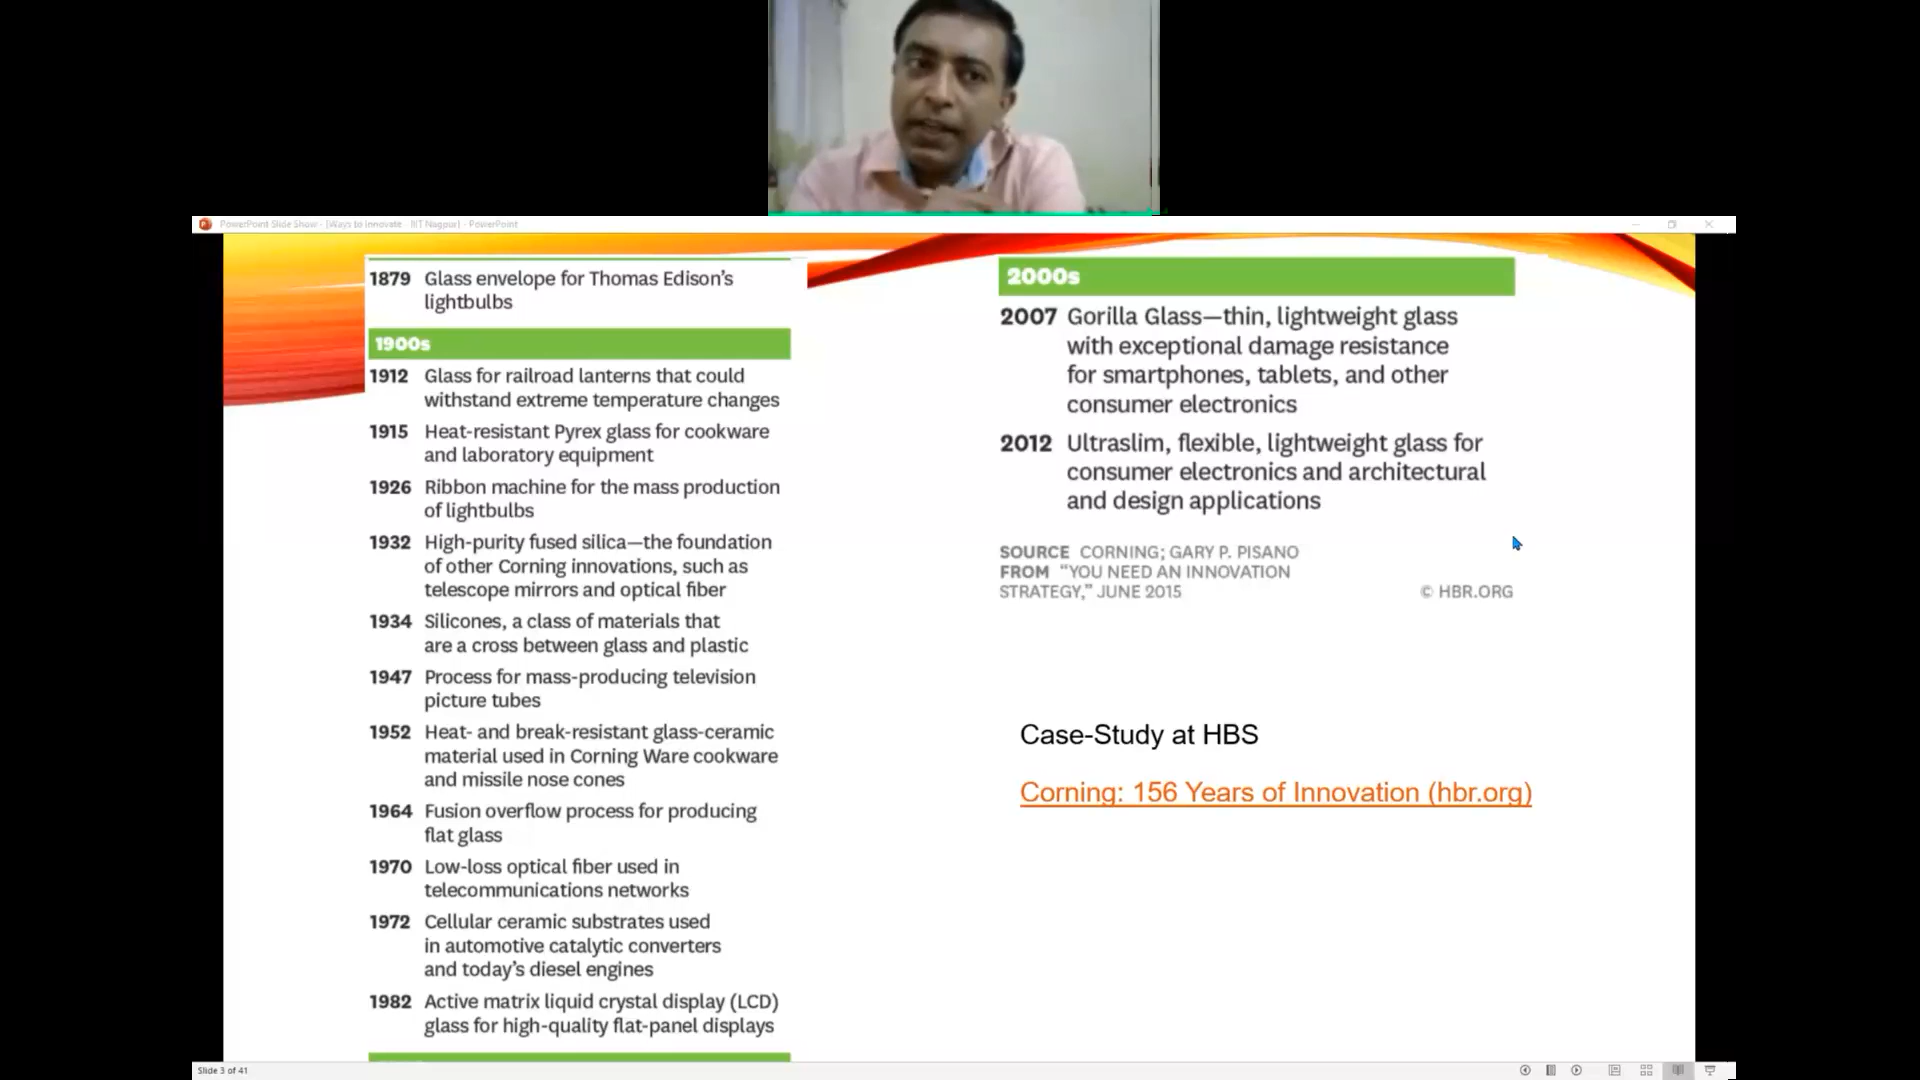 PowerPoint Slide Show - [Ways to Innovate - IIIT Nagpur] - PowerPoint
1879 Glass envelope for Thomas Edison's
lightbulbs
1900s
1912 Glass for railroad lanterns that could
withstand extreme temperature changes
1915 Heat-resistant Pyrex glass for cookware
and laboratory equipment
1926 Ribbon machine for the mass production
of lightbulbs
1932 High-purity fused silica—the foundation
of other Corning innovations, such as
telescope mirrors and optical fiber
1934 Silicones, a class of materials that
are a cross between glass and plastic
1947 Process for mass-producing television
picture tubes
1952 Heat- and break-resistant glass-ceramic
material used in Corning Ware cookware
and missile nose cones
1964 Fusion overflow process for producing
flat glass
1970 Low-loss optical fiber used in
telecommunications networks
1972 Cellular ceramic substrates used
in automotive catalytic converters
and today's diesel engines
1982 Active matrix liquid crystal display (LCD)
glass for high-quality flat-panel displays
2000s
2007 Gorilla Glass—thin, lightweight glass
with exceptional damage resistance
for smartphones, tablets, and other
consumer electronics
2012 Ultraslim, flexible, lightweight glass for
consumer electronics and architectural
and design applications
SOURCE CORNING; GARY P. PISANO
FROM "YOU NEED AN INNOVATION
STRATEGY," JUNE 2015 © HBR.ORG
Case-Study at HBS
Corning: 156 Years of Innovation (hbr.org)
Slide 3 of 41